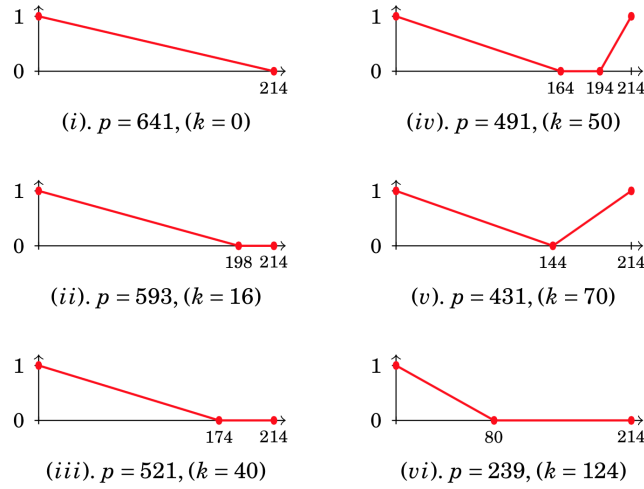 1
0
214
(i). p = 641, (k = 0)
1
0
164 194 214
(iv). p = 491, (k = 50)
1
0
198 214
(ii). p = 593, (k = 16)
1
0
144 214
(v). p = 431, (k = 70)
1
0
174 214
(iii). p = 521, (k = 40)
1
0
80 214
(vi). p = 239, (k = 124)